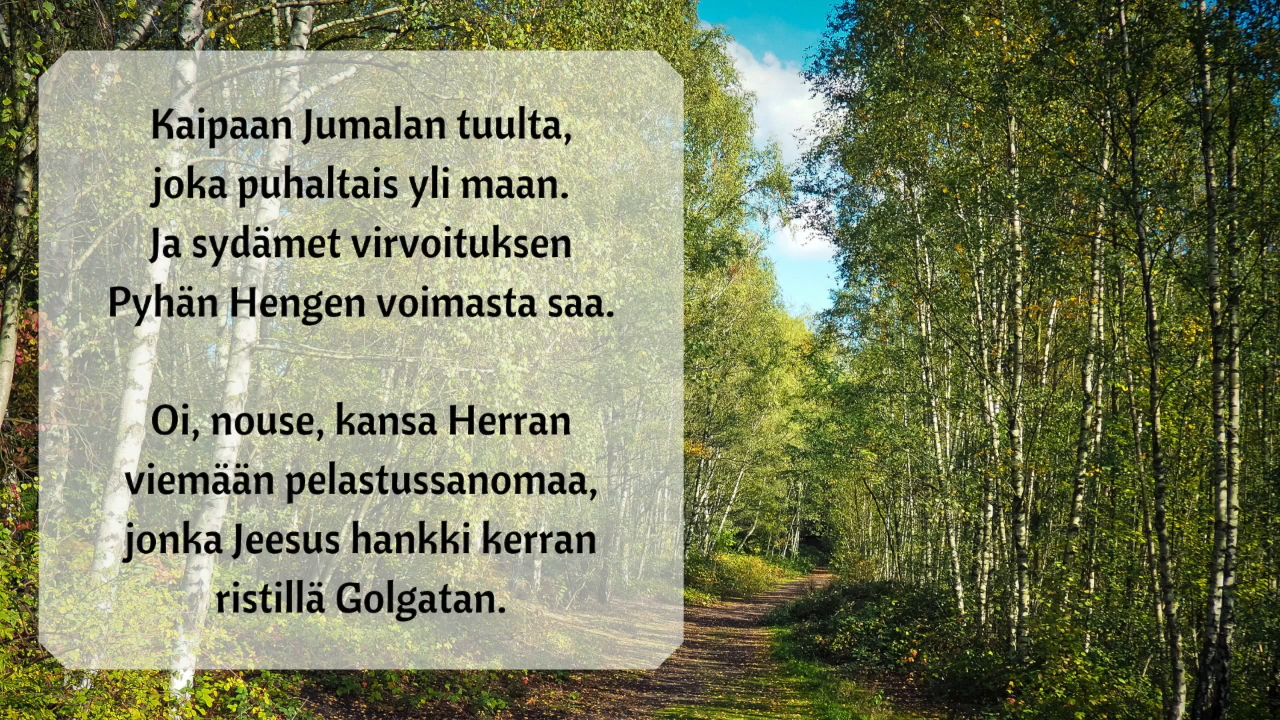 Kaipaan Jumalan tuulta,
joka puhaltais yli maan.
Ja sydämet virvoituksen
Pyhän Hengen voimasta saa.
Oi, nouse, kansa Herran
viemään pelastussanomaa,
jonka Jeesus hankki kerran
ristillä Golgatan.